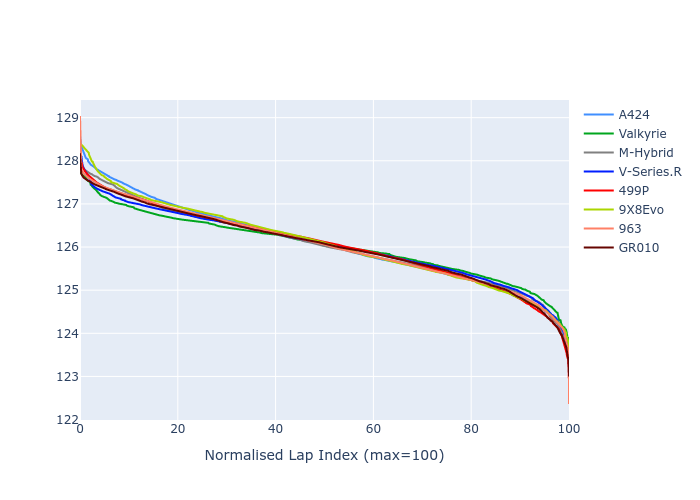 129
128
127
126
125
124
123
122
0 20 40 60 80 100
Normalised Lap Index (max=100)
A424
Valkyrie
M-Hybrid
V-Series.R
499P
9X8Evo
963
GR010